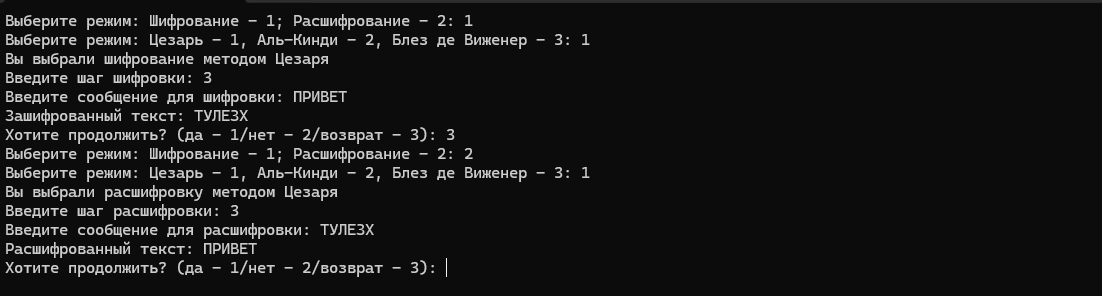 Выберите режим: Шифрование - 1; Расшифрование - 2: 1
Выберите режим: Цезарь - 1, Аль-Кинди - 2, Блез де Виженер - 3: 1
Вы выбрали шифрование методом Цезаря
Введите шаг шифровки: 3
Введите сообщение для шифровки: ПРИВЕТ
Зашифрованный текст: ТУЛЕЗХ
Хотите продолжить? (да - 1/нет - 2/возврат - 3): 3
Выберите режим: Шифрование - 1; Расшифрование - 2: 2
Выберите режим: Цезарь - 1, Аль-Кинди - 2, Блез де Виженер - 3: 1
Вы выбрали расшифровку методом Цезаря
Введите шаг расшифровки: 3
Введите сообщение для расшифровки: ТУЛЕЗХ
Расшифрованный текст: ПРИВЕТ
Хотите продолжить? (да - 1/нет - 2/возврат - 3):